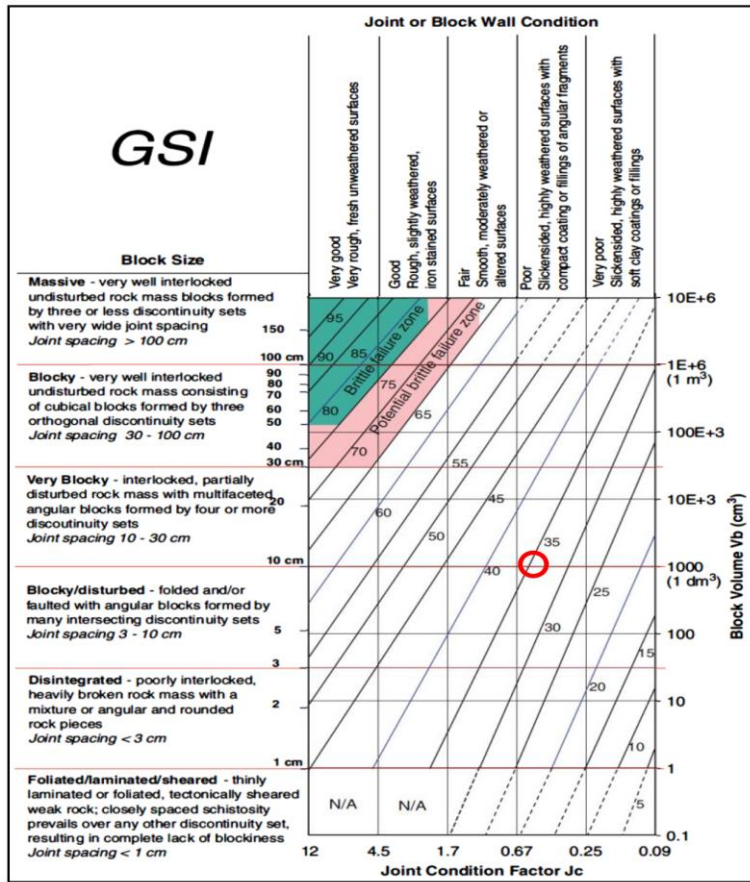 Joint or Block Wall Condition
GSI
Block Size
Very good
Very rough, fresh unweathered surfaces
Good
Rough, slightly weathered,
iron stained surfaces
Fair
Smooth, moderately weathered or
altered surfaces
Poor
Slickensided, highly weathered surfaces with
compact coating or fillings of angular fragments
Very poor
Slickensided, highly weathered surfaces with
soft clay coatings or fillings
Massive - very well interlocked
undisturbed rock mass blocks formed
by three or less discontinuity sets
with very wide joint spacing
Joint spacing > 100 cm
Blocky - very well interlocked
undisturbed rock mass consisting
of cubical blocks formed by three
orthogonal discontinuity sets
Joint spacing 30 - 100 cm
Very Blocky - interlocked, partially
disturbed rock mass with multifaceted
angular blocks formed by four or more
discoutinuity sets
Joint spacing 10 - 30 cm
Blocky/disturbed - folded and/or
faulted with angular blocks formed by
many intersecting discontinuity sets
Joint spacing 3 - 10 cm
Disintegrated - poorly interlocked,
heavily broken rock mass with a
mixture or angular and rounded
rock pieces
Joint spacing < 3 cm
Foliated/laminated/sheared - thinly
laminated or foliated, tectonically sheared
weak rock; closely spaced schistosity
prevails over any other discontinuity set,
resulting in complete lack of blockiness
Joint spacing < 1 cm
150
100 cm
90
80
70
60
50
40
30 cm
20
10 cm
5
3
2
1 cm
95
90
85
80
Brittle failure zone
75
70
Potential brittle failure zone
65
60
55
50
45
40
35
30
25
20
15
10
5
N/A
N/A
10E+6
1E+6
(1 m³)
100E+3
10E+3
1000
(1 dm³)
100
10
1
0.1
Block Volume Vb (cm³)
12
4.5
1.7
0.67
0.25
0.09
Joint Condition Factor Jc